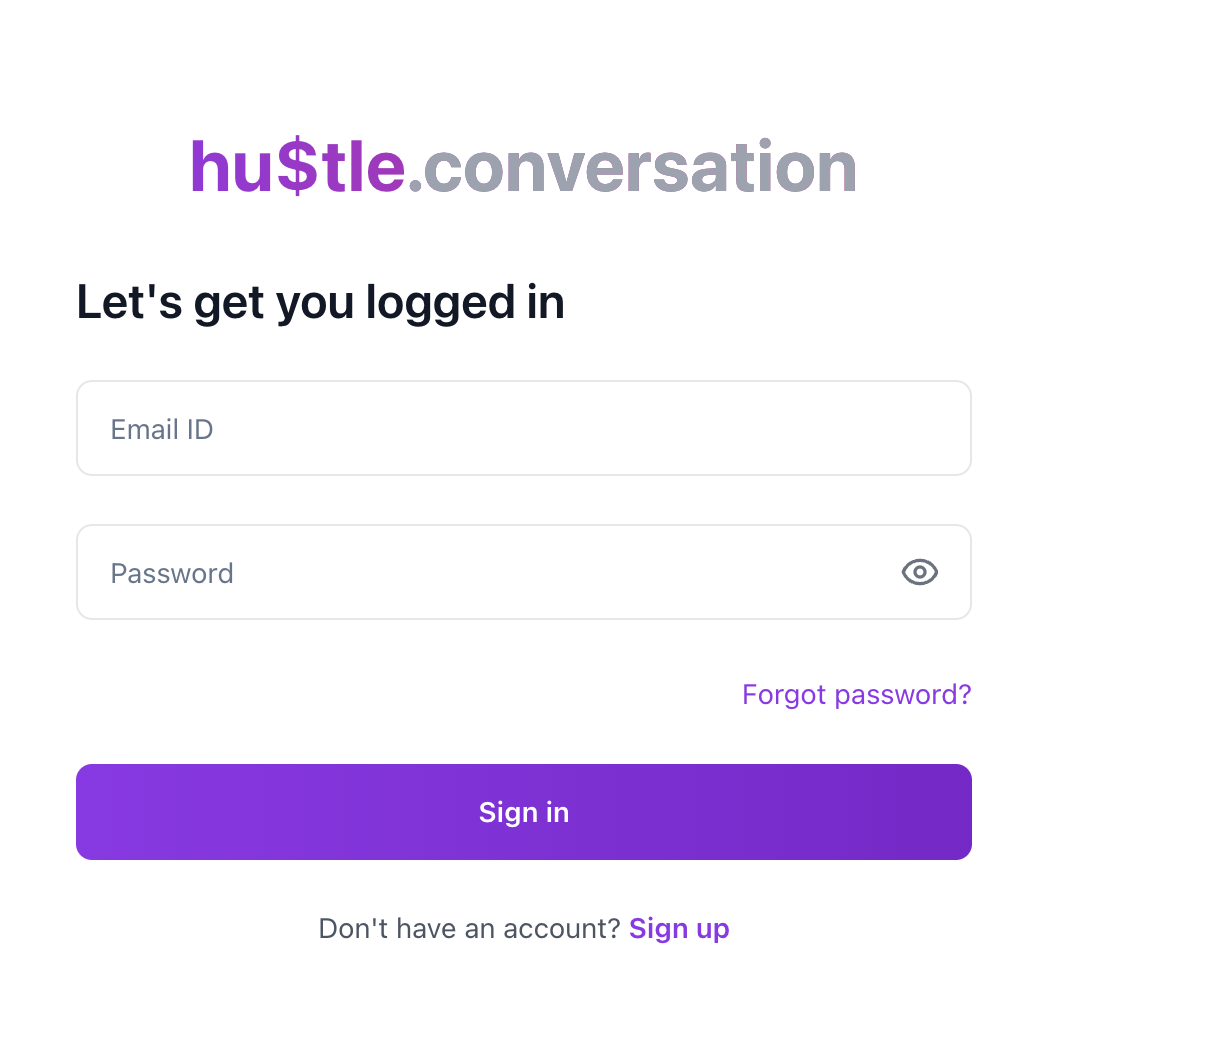 hu$tle.conversation
Let's get you logged in
Email ID
Password
Forgot password?
Sign in
Don't have an account? Sign up